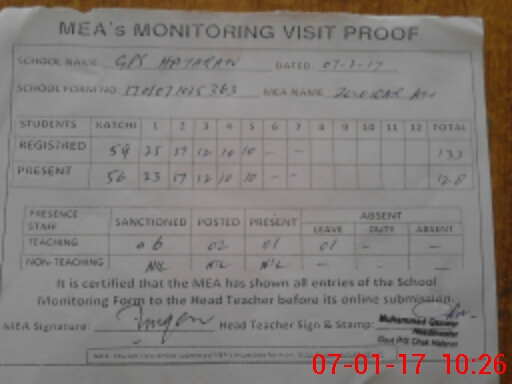 MEA's MONITORING VISIT PROOF
SCHOOL NAME GPS DATED 07-1-17
SCHOOL FORM NO. MEA NAME
STUDENTS KATCHI 1 2 3 4 5 6 7 8 9 10 11 12 TOTAL
REGISTRED 59 25 17 12 10 10 - - 133
PRESENT 56 23 17 12 10 10 - - 128
PRESENCE STAFF SANCTIONED POSTED PRESENT ABSENT
LEAVE DUTY ABSENT
TEACHING 06 02 01 01 - -
NON-TEACHING NIL NIL NIL - - -
It is certified that the MEA has shown all entries of the School
Monitoring Form to the Head Teacher before its online submission.
MEA Signature: Head Teacher Sign & Stamp:
Headmaster
07-01-17 10:26